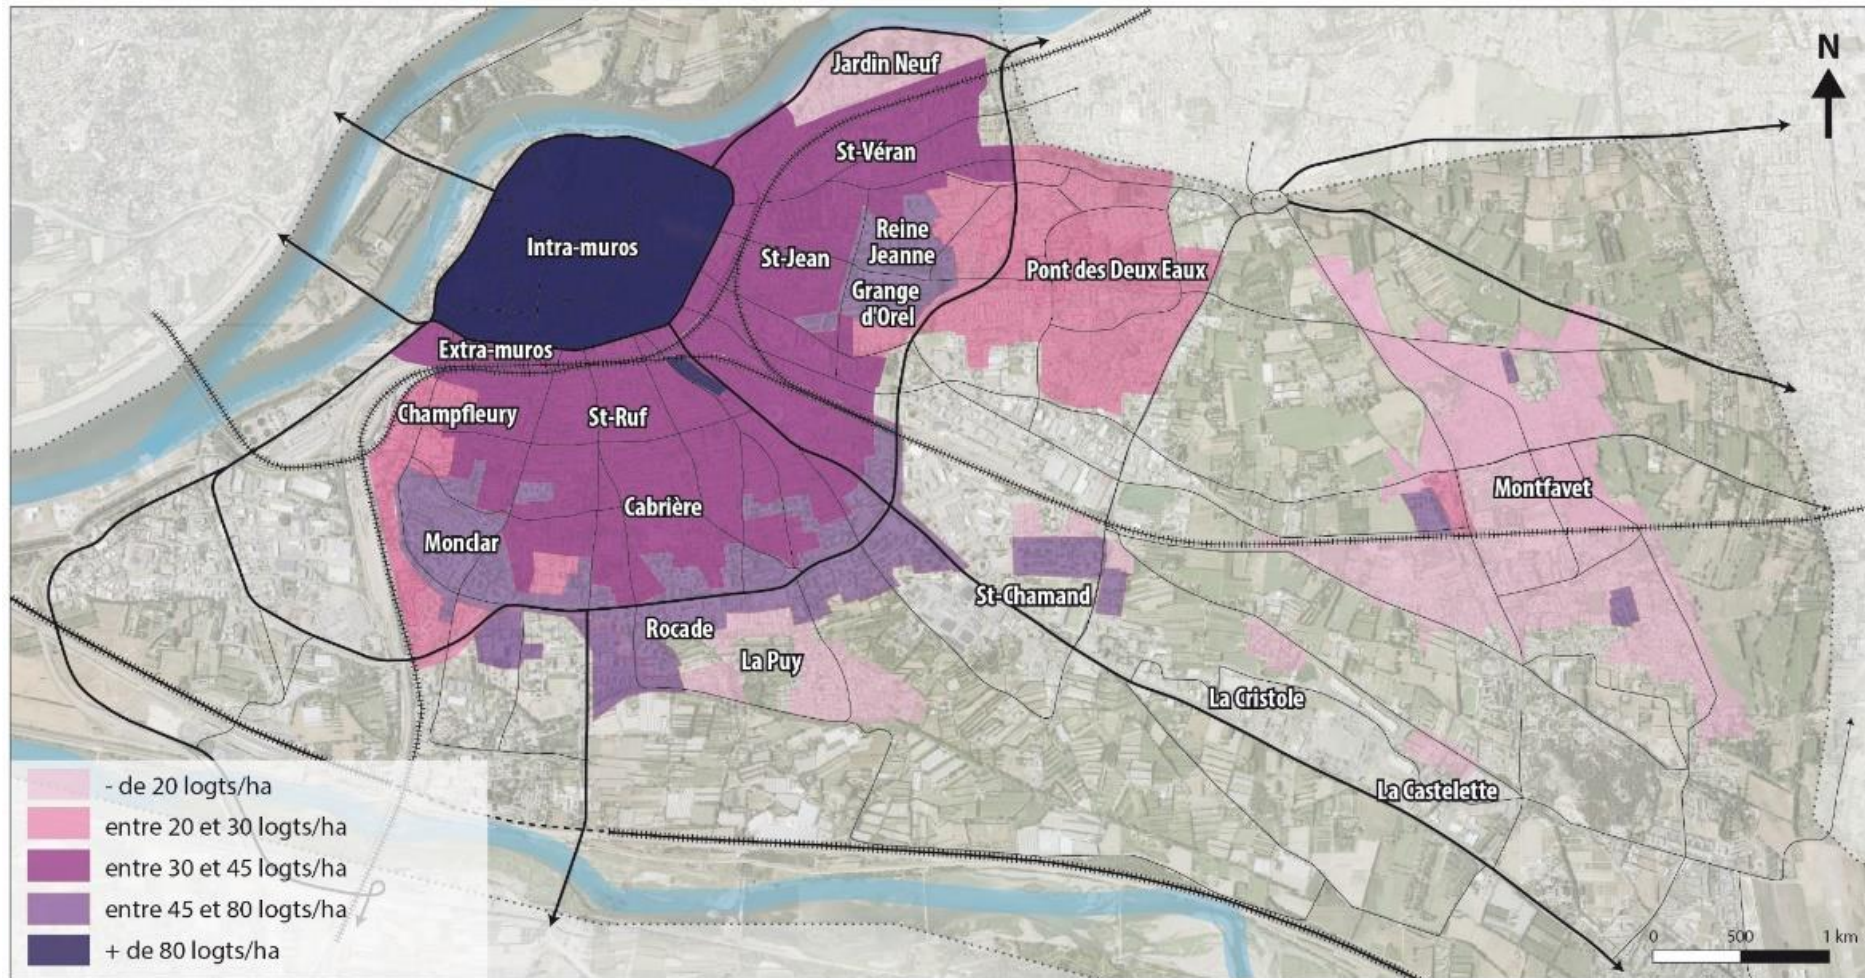 N
Jardin Neuf
St-Véran
Reine
Jeanne
Intra-muros
St-Jean
Pont des Deux Eaux
Grange
d'Orel
Extra-muros
Champfleury
St-Ruf
Montfavet
Cabrière
Monclar
St-Chamand
Rocade
La Puy
La Cristole
La Castelette
- de 20 logts/ha
entre 20 et 30 logts/ha
entre 30 et 45 logts/ha
entre 45 et 80 logts/ha
+ de 80 logts/ha
0 500 1 km